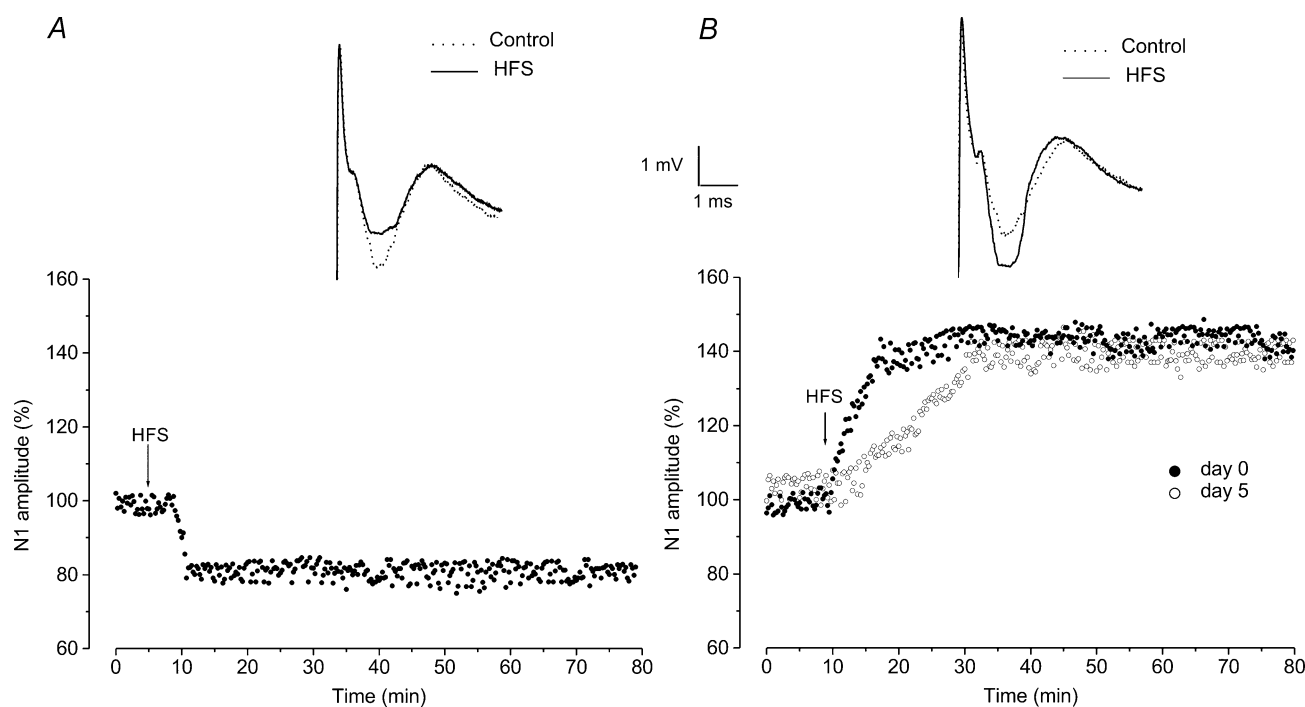 A
Control
HFS
B
Control
HFS
1 mV
1 ms
N1 amplitude (%)
160
140
120
100
80
60
HFS
0 10 20 30 40 50 60 70 80
Time (min)
N1 amplitude (%)
160
140
120
100
80
60
HFS
day 0
day 5
0 10 20 30 40 50 60 70 80
Time (min)